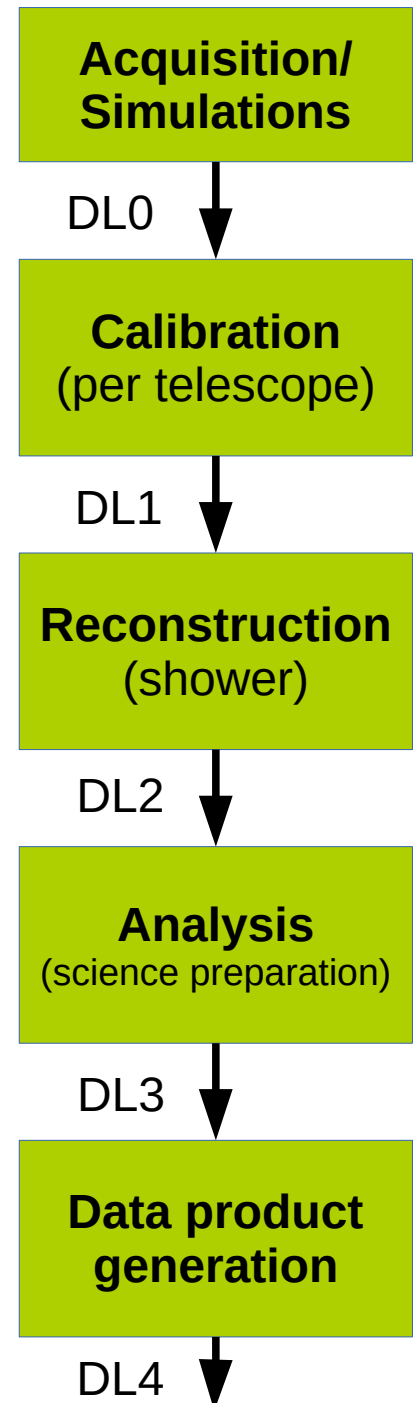 Acquisition/
Simulations
DL0
Calibration
(per telescope)
DL1
Reconstruction
(shower)
DL2
Analysis
(science preparation)
DL3
Data product
generation
DL4